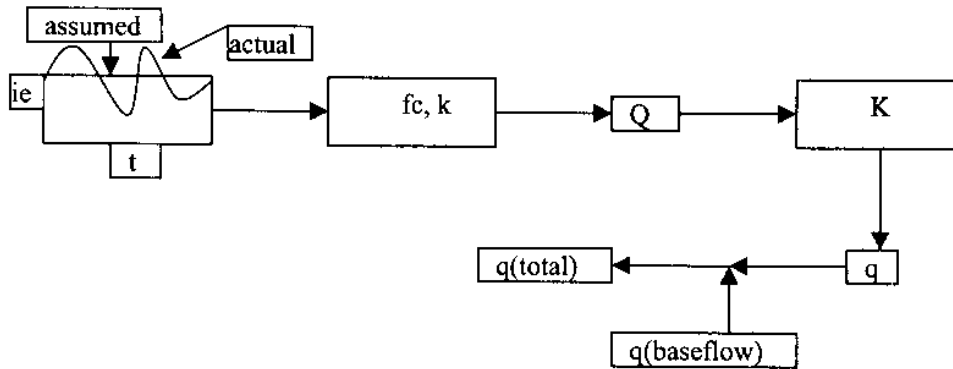 assumed
actual
ie
t
fc, k
Q
K
q(total)
q
q(baseflow)